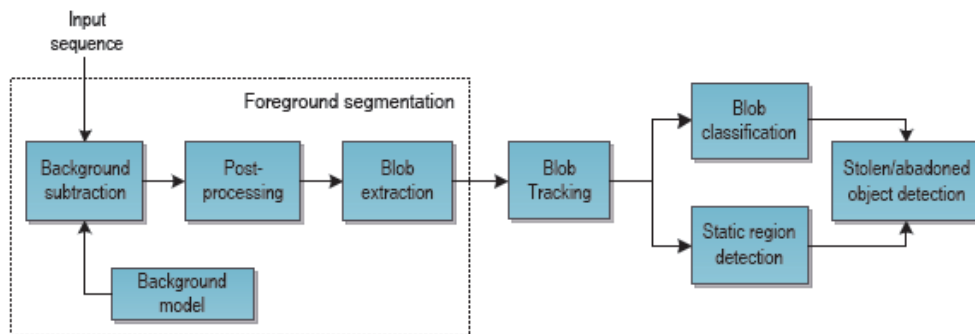 Input
sequence
Foreground segmentation
Background
subtraction
Post-
processing
Blob
extraction
Background
model
Blob
Tracking
Blob
classification
Static region
detection
Stolen/abadoned
object detection